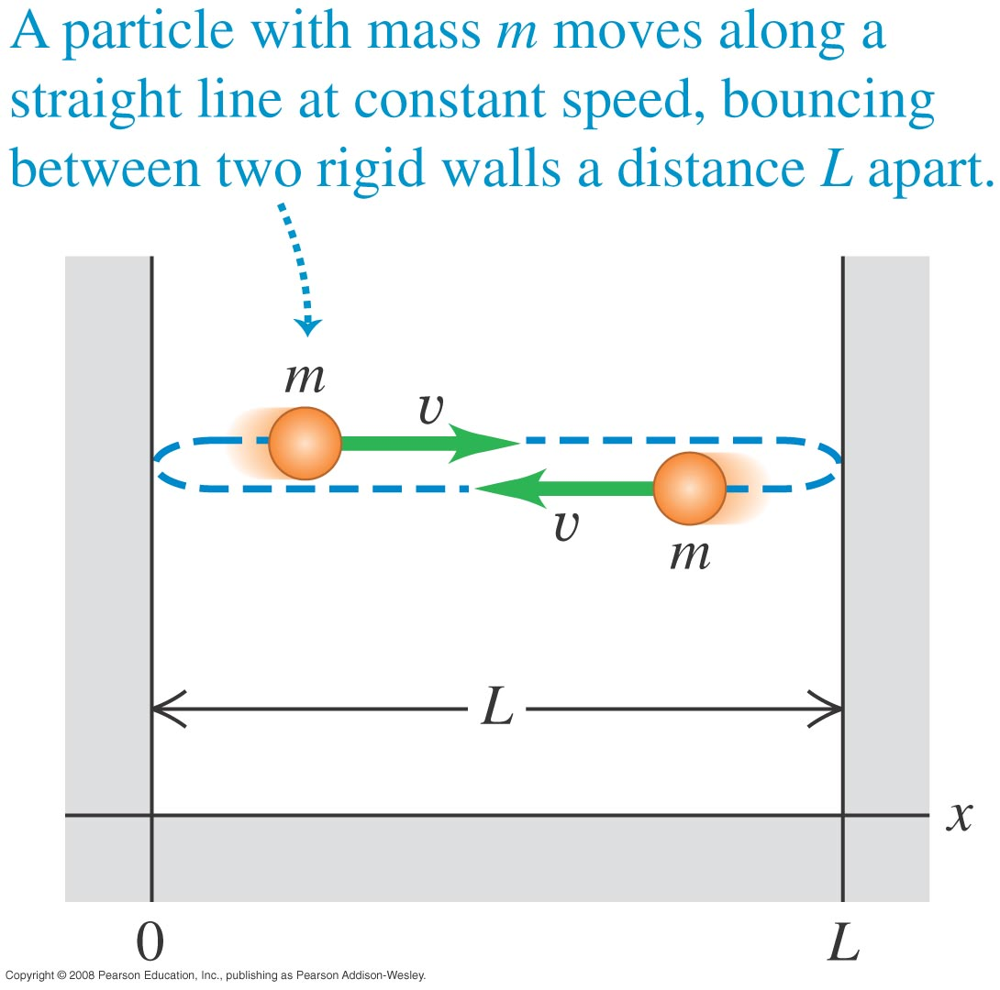 A particle with mass m moves along a
straight line at constant speed, bouncing
between two rigid walls a distance L apart.
m
v
v
m
L
x
0
L
Copyright © 2008 Pearson Education, Inc., publishing as Pearson Addison-Wesley.